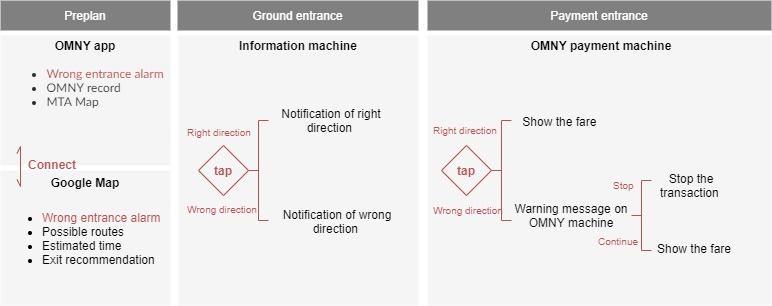 Preplan
OMNY app
Wrong entrance alarm
OMNY record
MTA Map
Connect
Google Map
Wrong entrance alarm
Possible routes
Estimated time
Exit recommendation
Ground entrance
Information machine
Right direction
tap
Wrong direction
Notification of right
direction
Notification of wrong
direction
Payment entrance
OMNY payment machine
Right direction
tap
Wrong direction
Show the fare
Warning message on
OMNY machine
Stop
Continue
Stop the
transaction
Show the fare